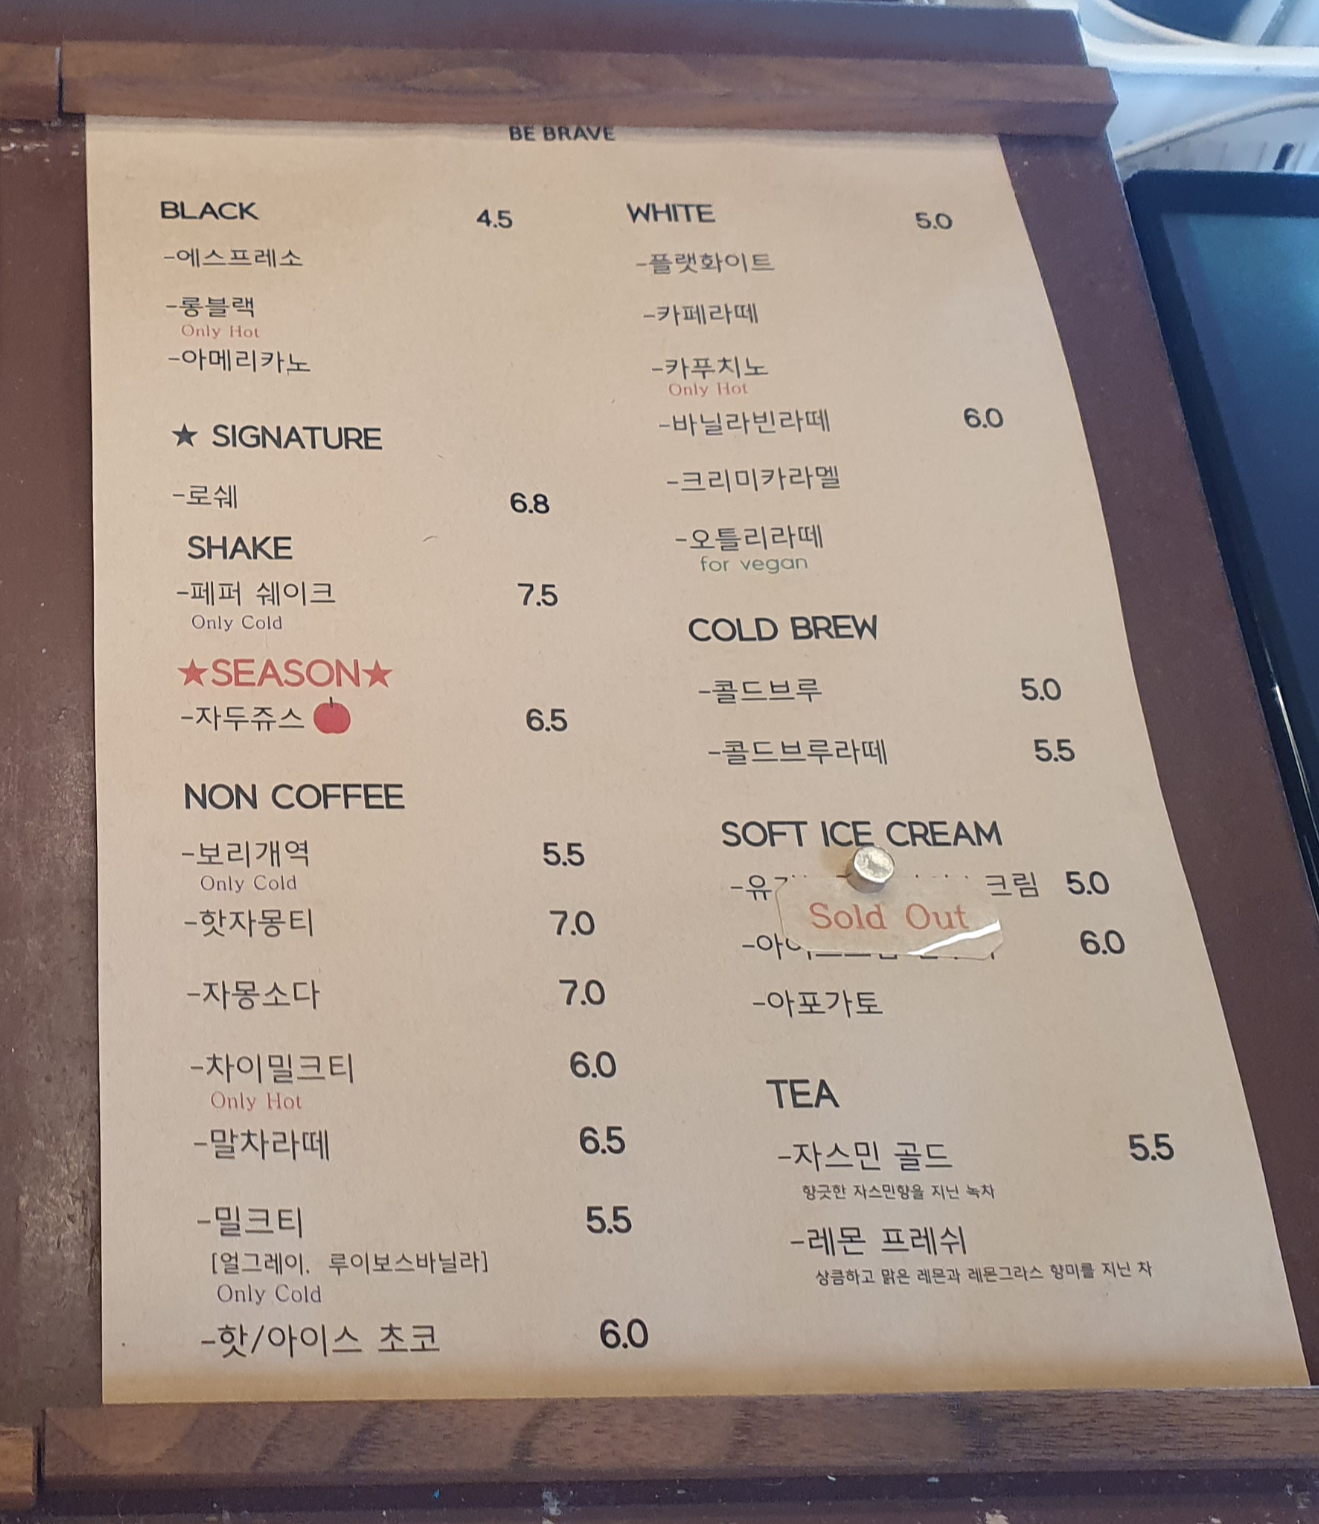 BE BRAVE
BLACK 4.5
-에스프레소
-롱블랙
Only Hot
-아메리카노
★ SIGNATURE
-로쉐 6.8
SHAKE
-페퍼 쉐이크 7.5
Only Cold
★SEASON★
-자두쥬스 6.5
NON COFFEE
-보리개역 5.5
Only Cold
-핫자몽티 7.0
-자몽소다 7.0
-차이밀크티 6.0
Only Hot
-말차라떼 6.5
-밀크티 5.5
[얼그레이, 루이보스바닐라]
Only Cold
-핫/아이스 초코 6.0
WHITE 5.0
-플랫화이트
-카페라떼
-카푸치노
Only Hot
-바닐라빈라떼 6.0
-크리미카라멜
-오틀리라떼
for vegan
COLD BREW
-콜드브루 5.0
-콜드브루라떼 5.5
SOFT ICE CREAM
-유 크림 5.0
Sold Out
6.0
-아포가토
TEA
-자스민 골드 5.5
향긋한 자스민향을 지닌 녹차
-레몬 프레쉬
상큼하고 맑은 레몬과 레몬그라스 향미를 지닌 차